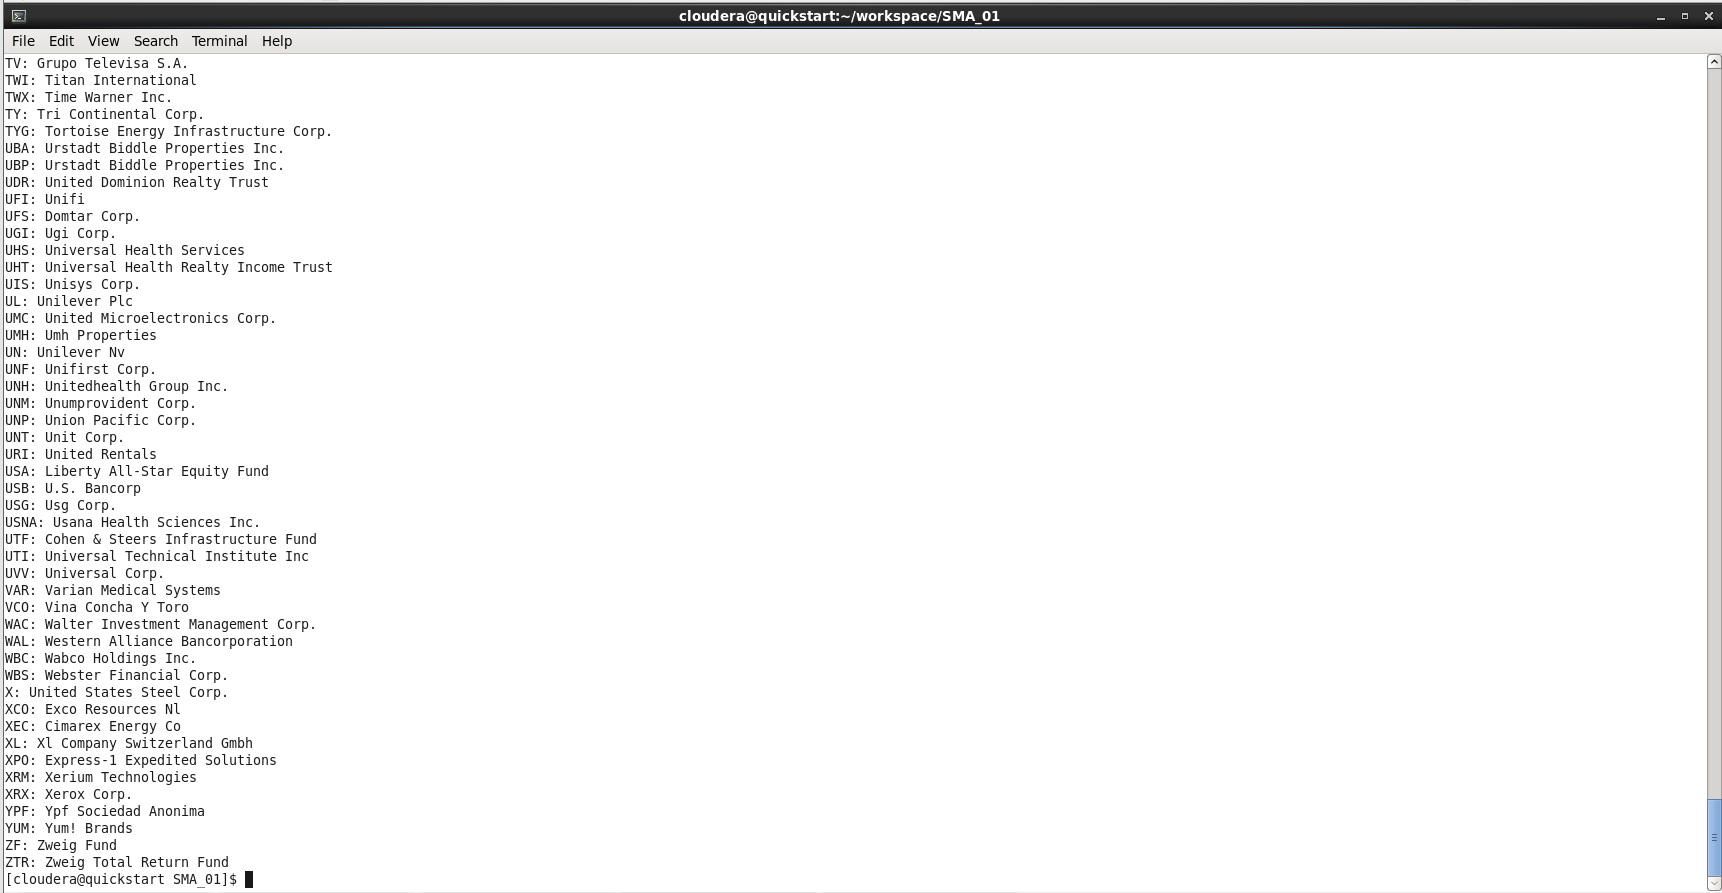 cloudera@quickstart:~/workspace/SMA_01
File Edit View Search Terminal Help
TV: Grupo Televisa S.A.
TWI: Titan International
TWX: Time Warner Inc.
TY: Tri Continental Corp.
TYG: Tortoise Energy Infrastructure Corp.
UBA: Urstadt Biddle Properties Inc.
UBP: Urstadt Biddle Properties Inc.
UDR: United Dominion Realty Trust
UFI: Unifi
UFS: Domtar Corp.
UGI: Ugi Corp.
UHS: Universal Health Services
UHT: Universal Health Realty Income Trust
UIS: Unisys Corp.
UL: Unilever Plc
UMC: United Microelectronics Corp.
UMH: Umh Properties
UN: Unilever Nv
UNF: Unifirst Corp.
UNH: Unitedhealth Group Inc.
UNM: Unumprovident Corp.
UNP: Union Pacific Corp.
UNT: Unit Corp.
URI: United Rentals
USA: Liberty All-Star Equity Fund
USB: U.S. Bancorp
USG: Usg Corp.
USNA: Usana Health Sciences Inc.
UTF: Cohen & Steers Infrastructure Fund
UTI: Universal Technical Institute Inc
UVV: Universal Corp.
VAR: Varian Medical Systems
VCO: Vina Concha Y Toro
WAC: Walter Investment Management Corp.
WAL: Western Alliance Bancorporation
WBC: Wabco Holdings Inc.
WBS: Webster Financial Corp.
X: United States Steel Corp.
XCO: Exco Resources Nl
XEC: Cimarex Energy Co
XL: Xl Company Switzerland Gmbh
XPO: Express-1 Expedited Solutions
XRM: Xerium Technologies
XRX: Xerox Corp.
YPF: Ypf Sociedad Anonima
YUM: Yum! Brands
ZF: Zweig Fund
ZTR: Zweig Total Return Fund
[cloudera@quickstart SMA_01]$